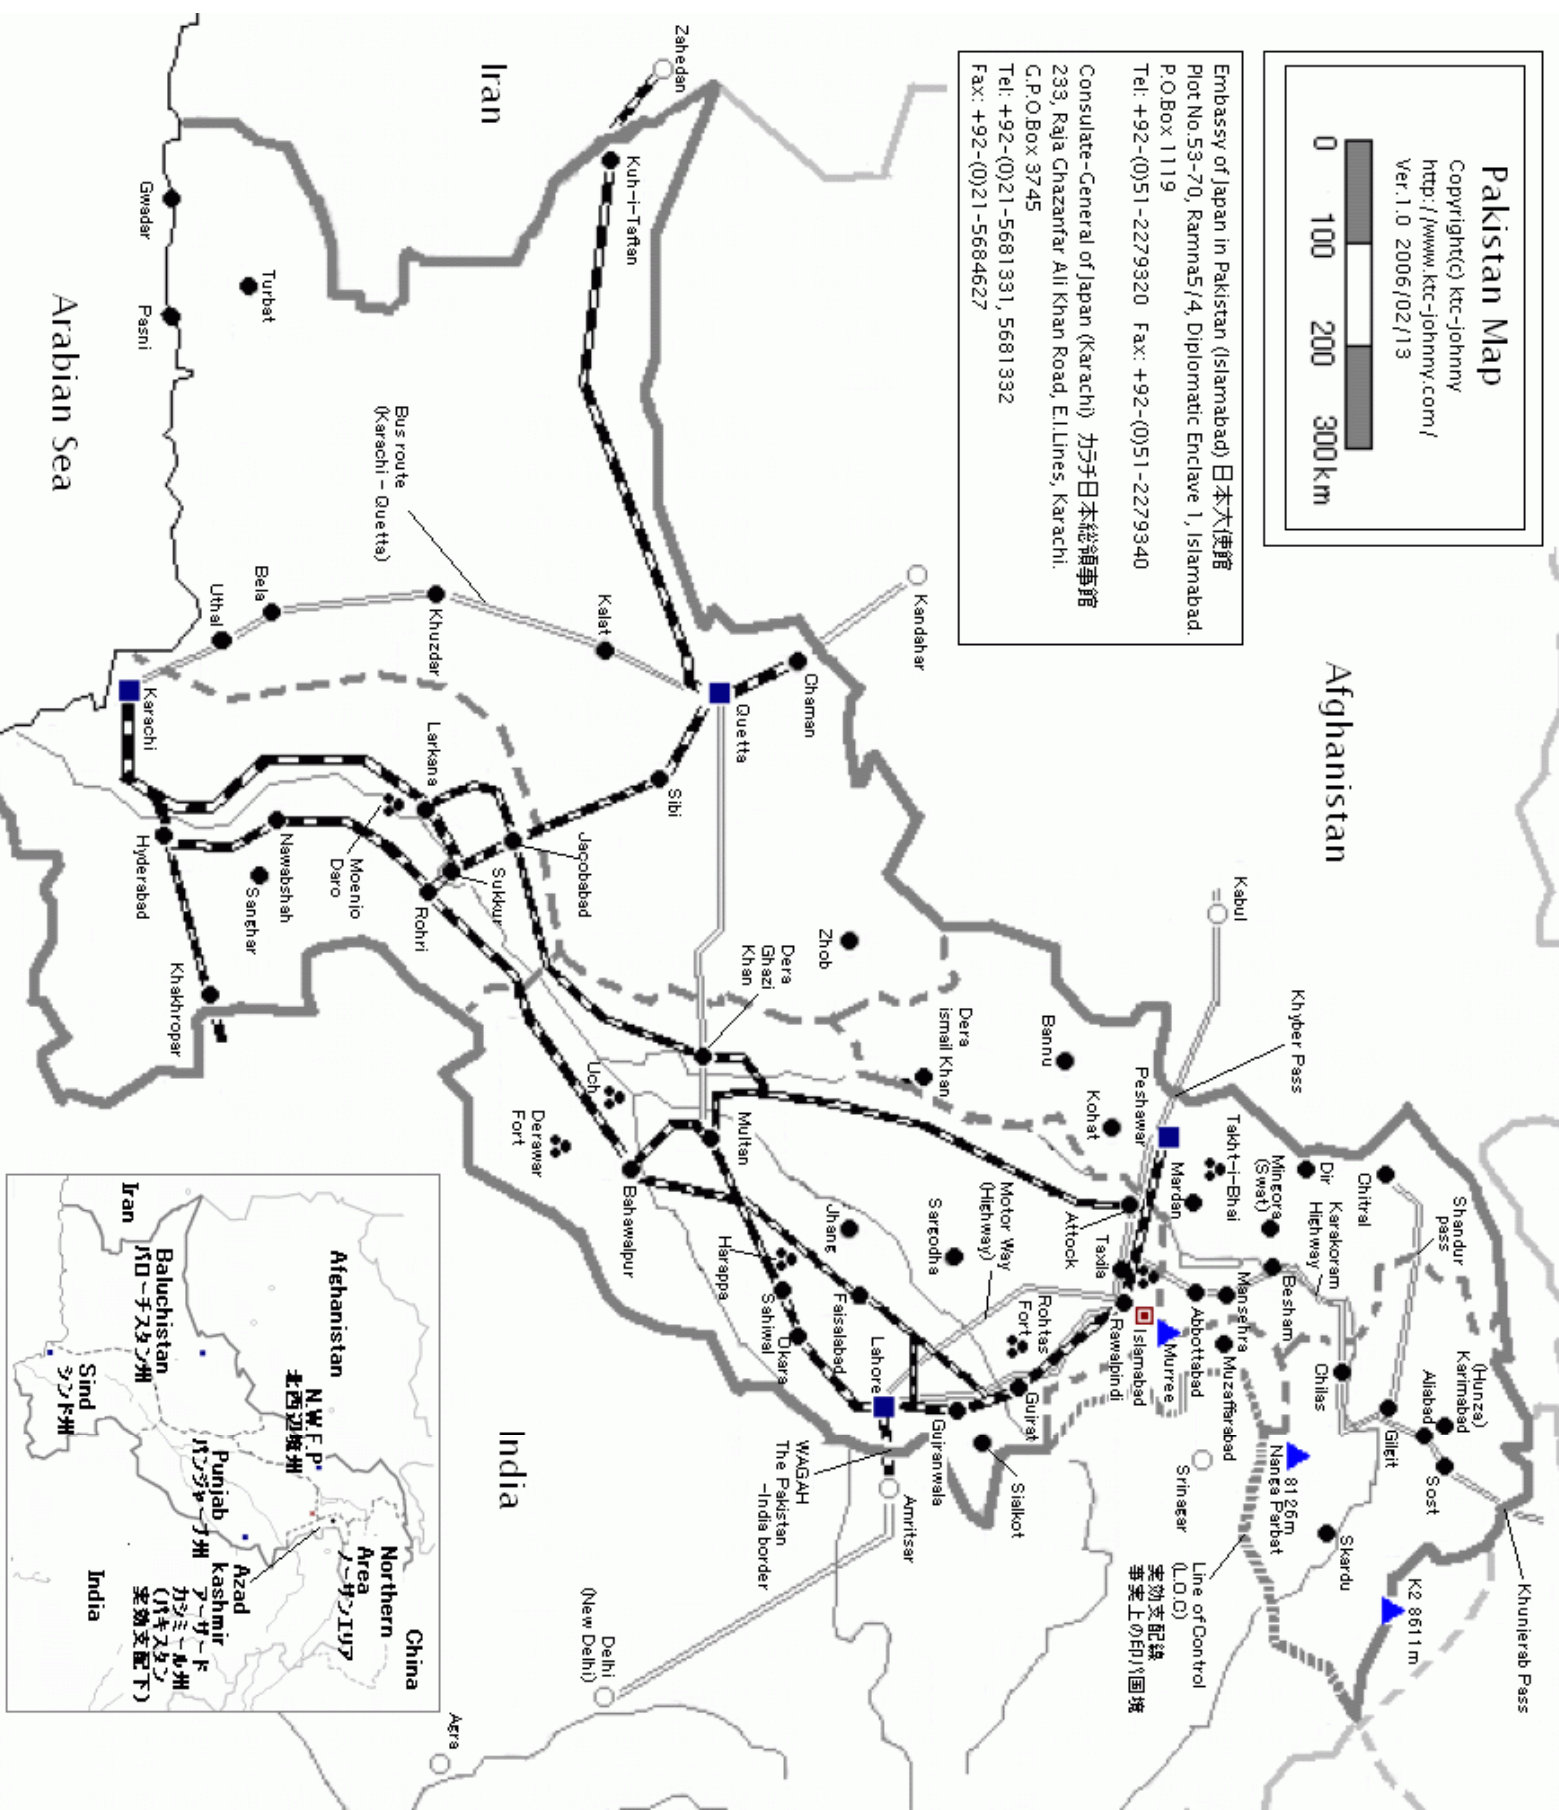 Pakistan Map
Copyright(c) ktc-johnny
http://www.ktc-johnny.com/
Ver.1.0 2006/02/13
0 100 200 300km
Embassy of Japan in Pakistan (Islamabad) 日本大使館
Plot No.53-70, Ramna5/4, Diplomatic Enclave 1, Islamabad.
P.O.Box 1119
Tel: +92-(0)51-2279320 Fax: +92-(0)51-2279340
Consulate-General of Japan (Karachi) カラチ日本総領事館
233, Raja Ghazanfar Ali Khan Road, E.I.Lines, Karachi.
G.P.O.Box 3745
Tel: +92-(0)21-5681331, 5681332
Fax: +92-(0)21-5684627
Afghanistan
Iran
Arabian Sea
India
Zahedan
Kuh-i-Taftan
Gwadar
Turbat
Pasni
Bus route
(Karachi - Quetta)
Kandahar
Chaman
Quetta
Kalat
Khuzdar
Bela
Uthal
Karachi
Sibi
Larkana
Jacobabad
Sukkur
Rohri
Moenjo
Daro
Nawabshah
Sanghar
Hyderabad
Khakhropar
Kabul
Khyber Pass
Zhob
Dera
Ghazi
Khan
Dera
ismail Khan
Bannu
Kohat
Peshawar
Takht-i-Bhai
Mardan
Mingora
(Swat)
Dir
Chitral
Shandur
pass
Karakoram
Highway
Besham
Mansehra
Abbottabad
Muzaffarabad
Murree
Islamabad
Rawalpindi
Taxila
Attock
Motor Way
(Highway)
Rohtas
Fort
Sargodha
Jhang
Multan
Uch
Derawar
Fort
Bahawalpur
Harappa
Sahiwal
Okara
Faisalabad
Lahore
Gujrat
Gujranwala
Sialkot
WAGAH
The Pakistan
-India border
Amritsar
Srinagar
Chilas
Gilgit
Aliabad
(Hunza)
Karimabad
Sost
Khunjerab Pass
8126m
Nanga Parbat
Skardu
K2 8611m
Line of Control
(L.O.C)
実効支配線
事実上の印パ国境
Delhi
(New Delhi)
Agra
Afghanistan
Iran
Baluchistan
バローチスタン州
Sind
シンド州
N.W.F.P
北西辺境州
Punjab
パンジャーブ州
Azad
kashmir
アーザード
カシミール州
(パキスタン
実効支配下)
Northern
Area
ノーザンエリア
China
India